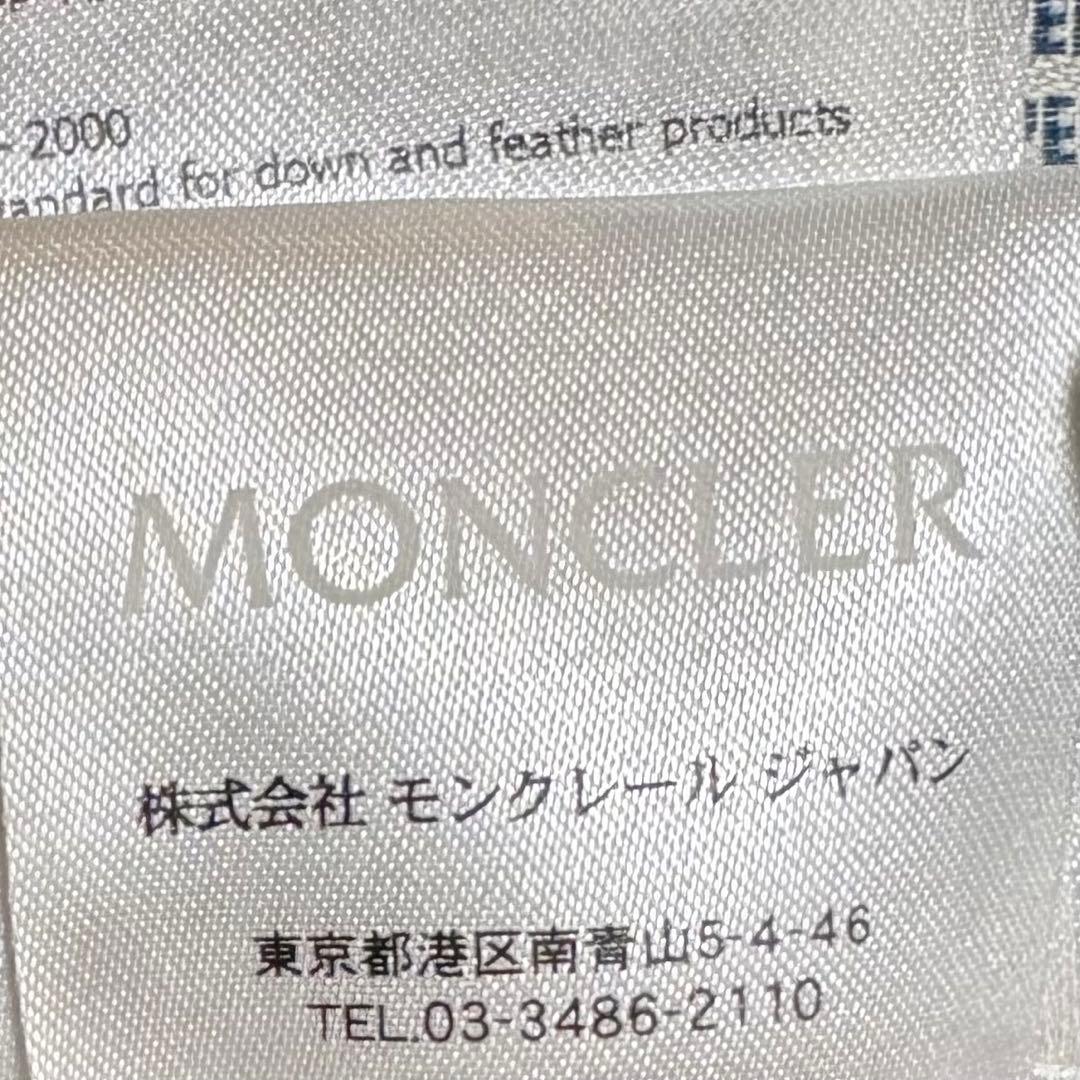 - 2000
standard for down and feather products
MONCLER
株式会社 モンクレール ジャパン
東京都港区南青山5-4-46
TEL.03-3486-2110